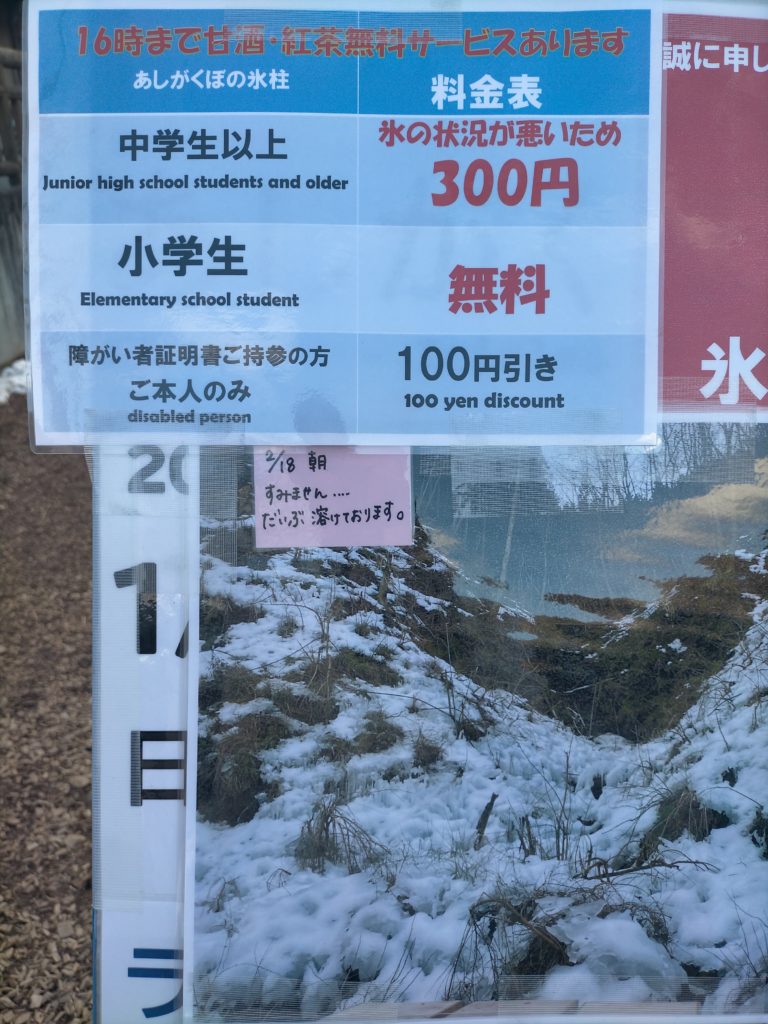 16時まで甘酒・紅茶無料サービスあります
あしがくぼの氷柱
料金表
中学生以上
Junior high school students and older
氷の状況が悪いため
300円
小学生
Elementary school student
無料
障がい者証明書ご持参の方
ご本人のみ
disabled person
100円引き
100 yen discount
誠に申し
氷
2/18 朝
すみません....
だいぶ溶けております。
20
1/
日
ラ